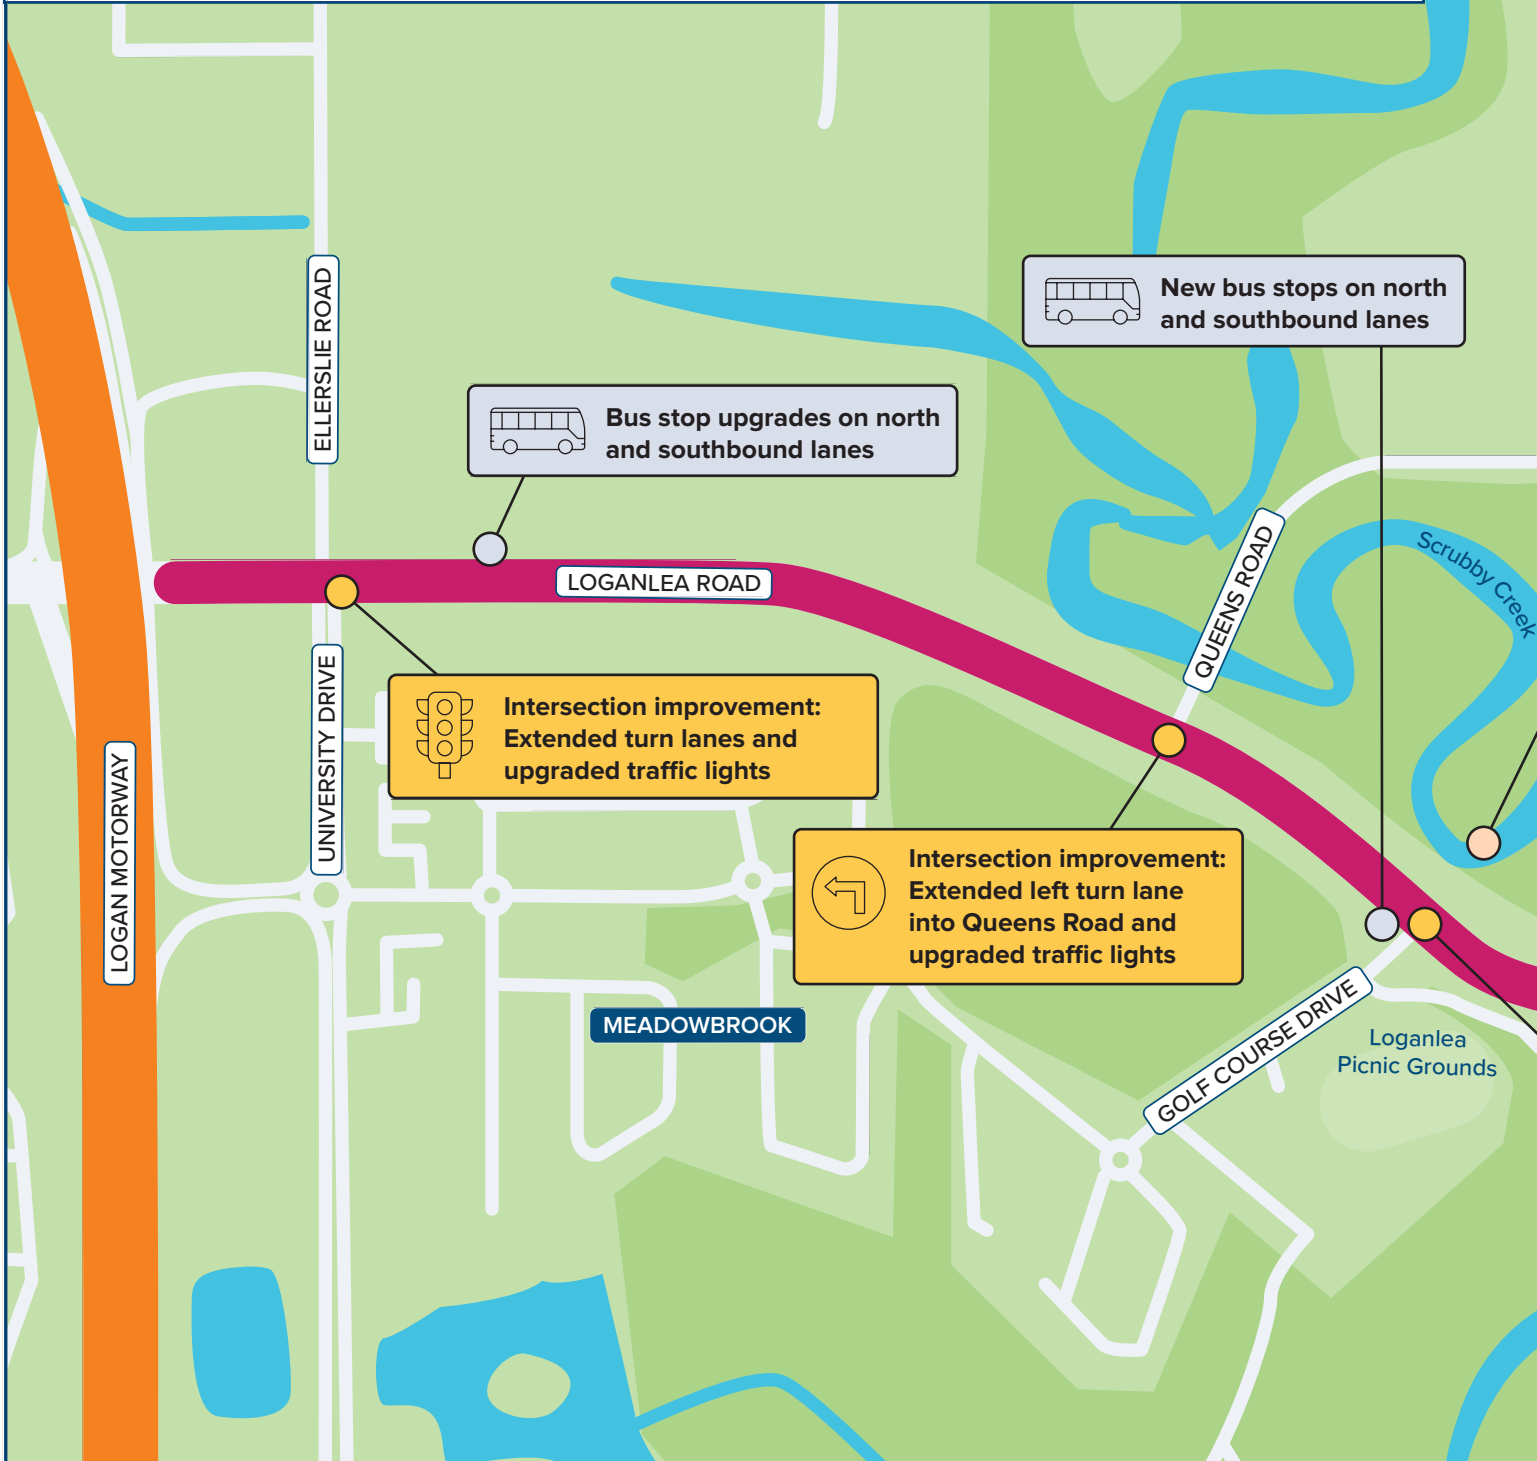 New bus stops on north
and southbound lanes
ELLERSLIE ROAD
Bus stop upgrades on north
and southbound lanes
QUEENS ROAD
Scrubby Creek
LOGANLEA ROAD
UNIVERSITY DRIVE
Intersection improvement:
Extended turn lanes and
upgraded traffic lights
LOGAN MOTORWAY
Intersection improvement:
Extended left turn lane
into Queens Road and
upgraded traffic lights
MEADOWBROOK
GOLF COURSE DRIVE
Loganlea
Picnic Grounds